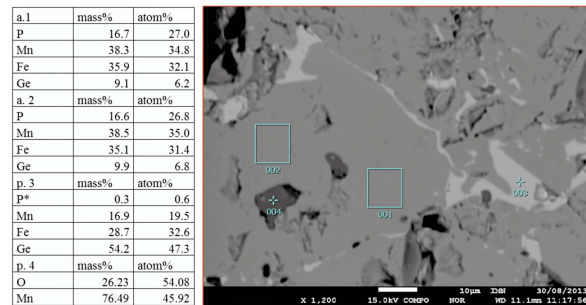 a.1 mass% atom%
P 16.7 27.0
Mn 38.3 34.8
Fe 35.9 32.1
Ge 9.1 6.2
a. 2 mass% atom%
P 16.6 26.8
Mn 38.5 35.0
Fe 35.1 31.4
Ge 9.9 6.8
p. 3 mass% atom%
P* 0.3 0.6
Mn 16.9 19.5
Fe 28.7 32.6
Ge 54.2 47.3
p. 4 mass% atom%
O 26.23 54.08
Mn 76.49 45.92
002
001
003
004
10μm 30/08/2013
X 1,200 15.0kV COMPO NOR WD 11.1mm